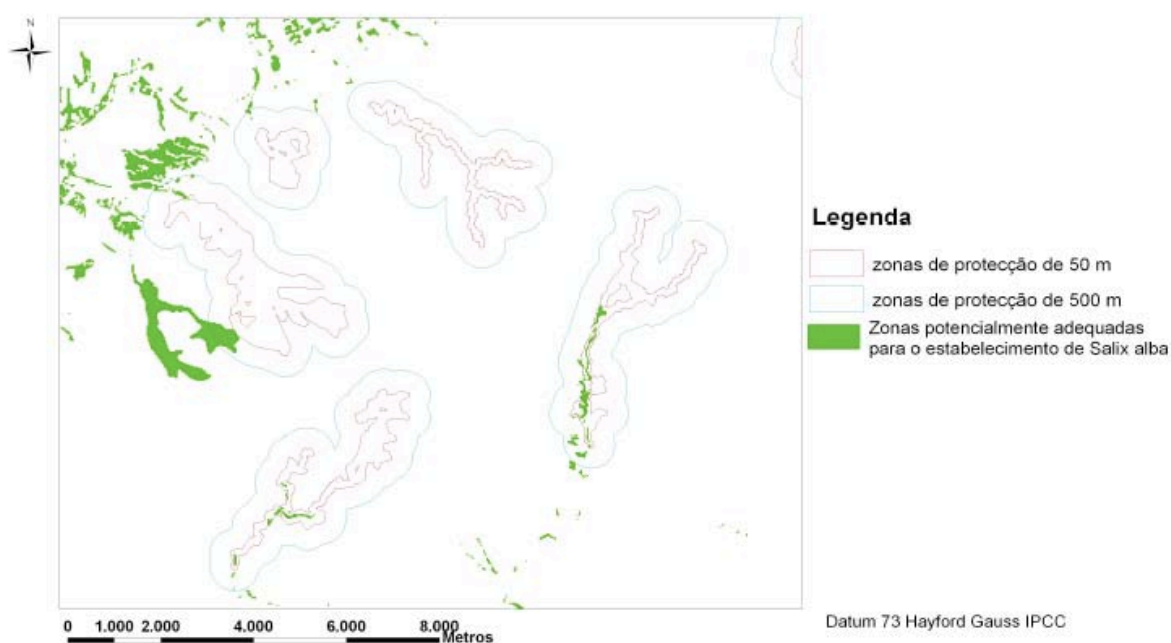 N
Legenda
zonas de protecção de 50 m
zonas de protecção de 500 m
Zonas potencialmente adequadas
para o estabelecimento de Salix alba
Datum 73 Hayford Gauss IPCC
0 1.000 2.000 4.000 6.000 8.000
Metros